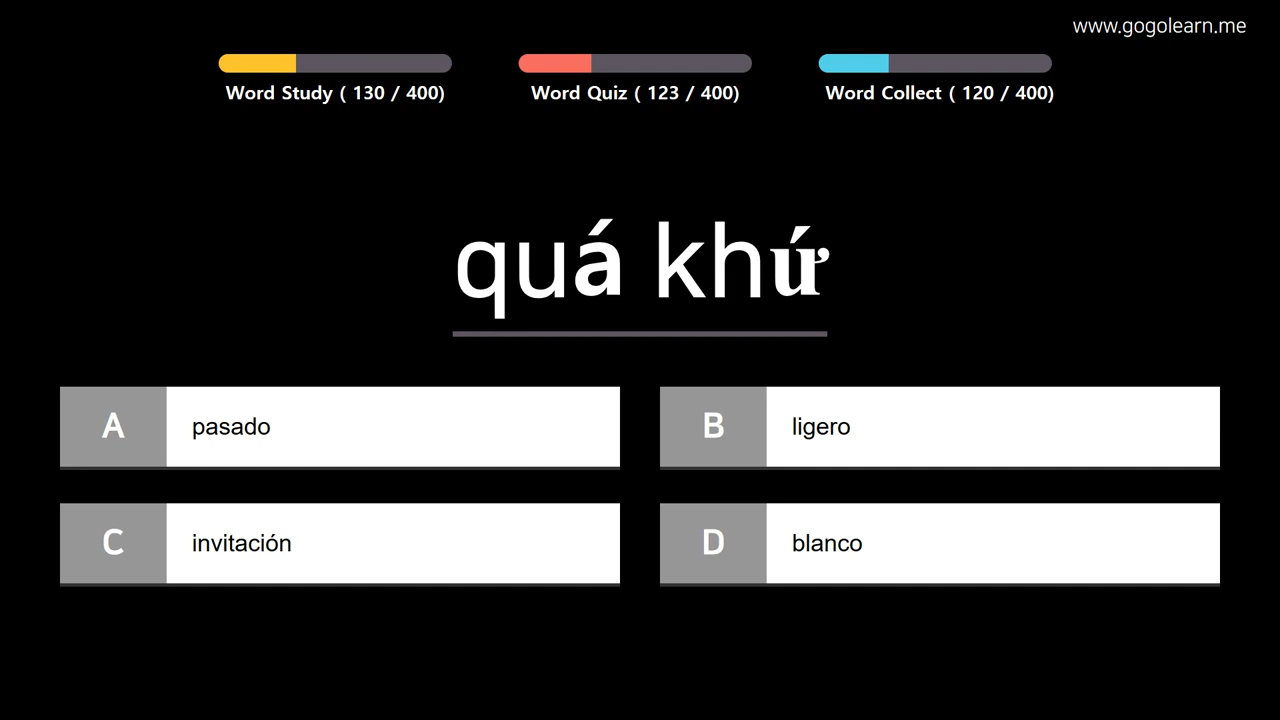 www.gogolearn.me
Word Study ( 130 / 400)
Word Quiz ( 123 / 400)
Word Collect ( 120 / 400)
quá khứ
A pasado
B ligero
C invitación
D blanco